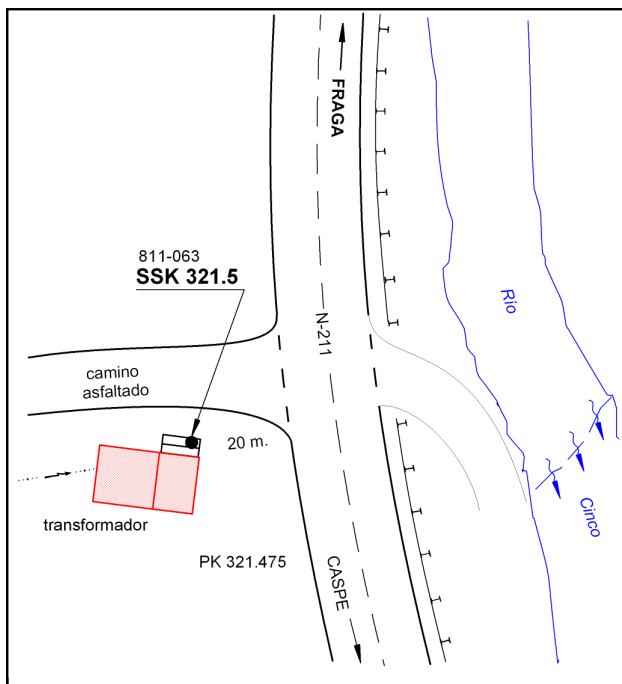 FRAGA
811-063
SSK 321.5
N-211
Río
camino
asfaltado
20 m.
transformador
Cinco
PK 321.475
CASPE